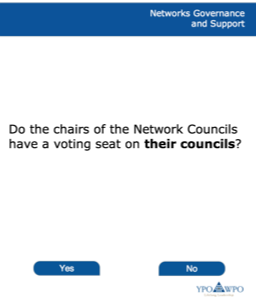 Networks Governance
and Support
Do the chairs of the Network Councils
have a voting seat on their councils?
Yes
No
YPO WPO